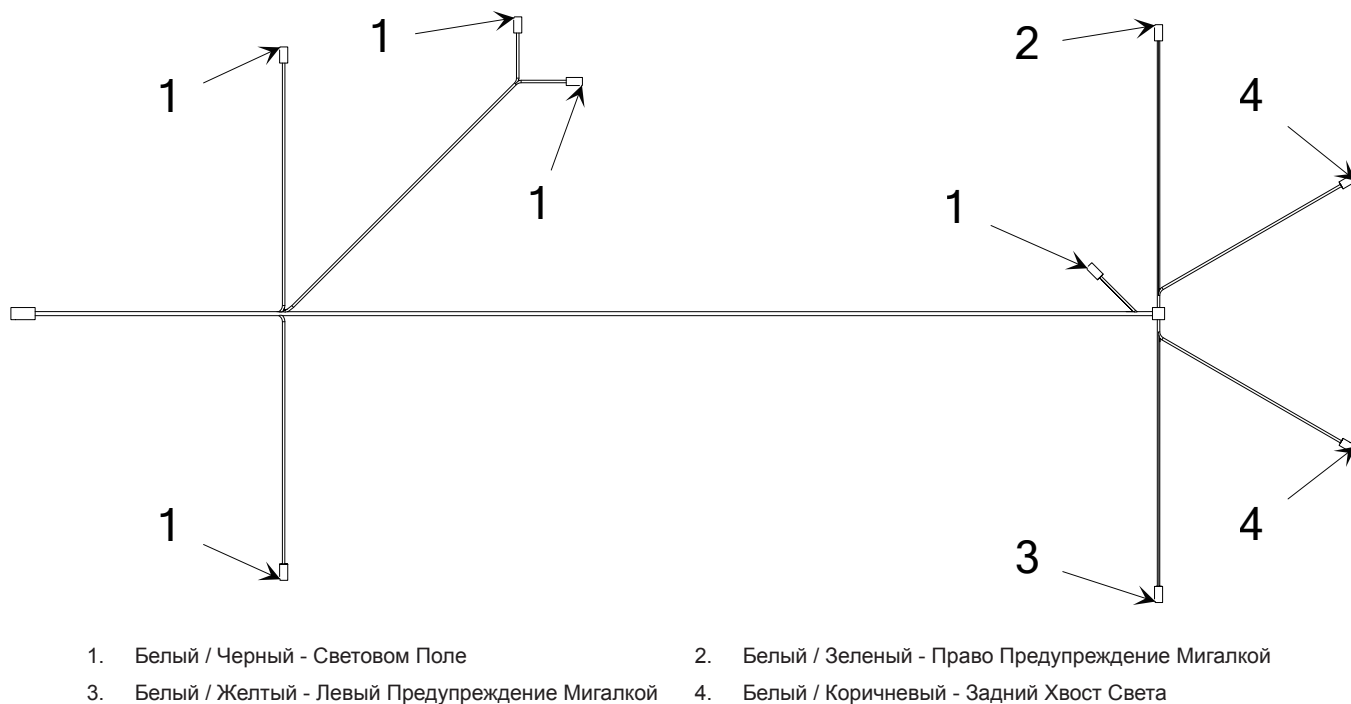 1
1
2
1
4
1
1
1
4
3
1. Белый / Черный - Световом Поле
2. Белый / Зеленый - Право Предупреждение Мигалкой
3. Белый / Желтый - Левый Предупреждение Мигалкой
4. Белый / Коричневый - Задний Хвост Света